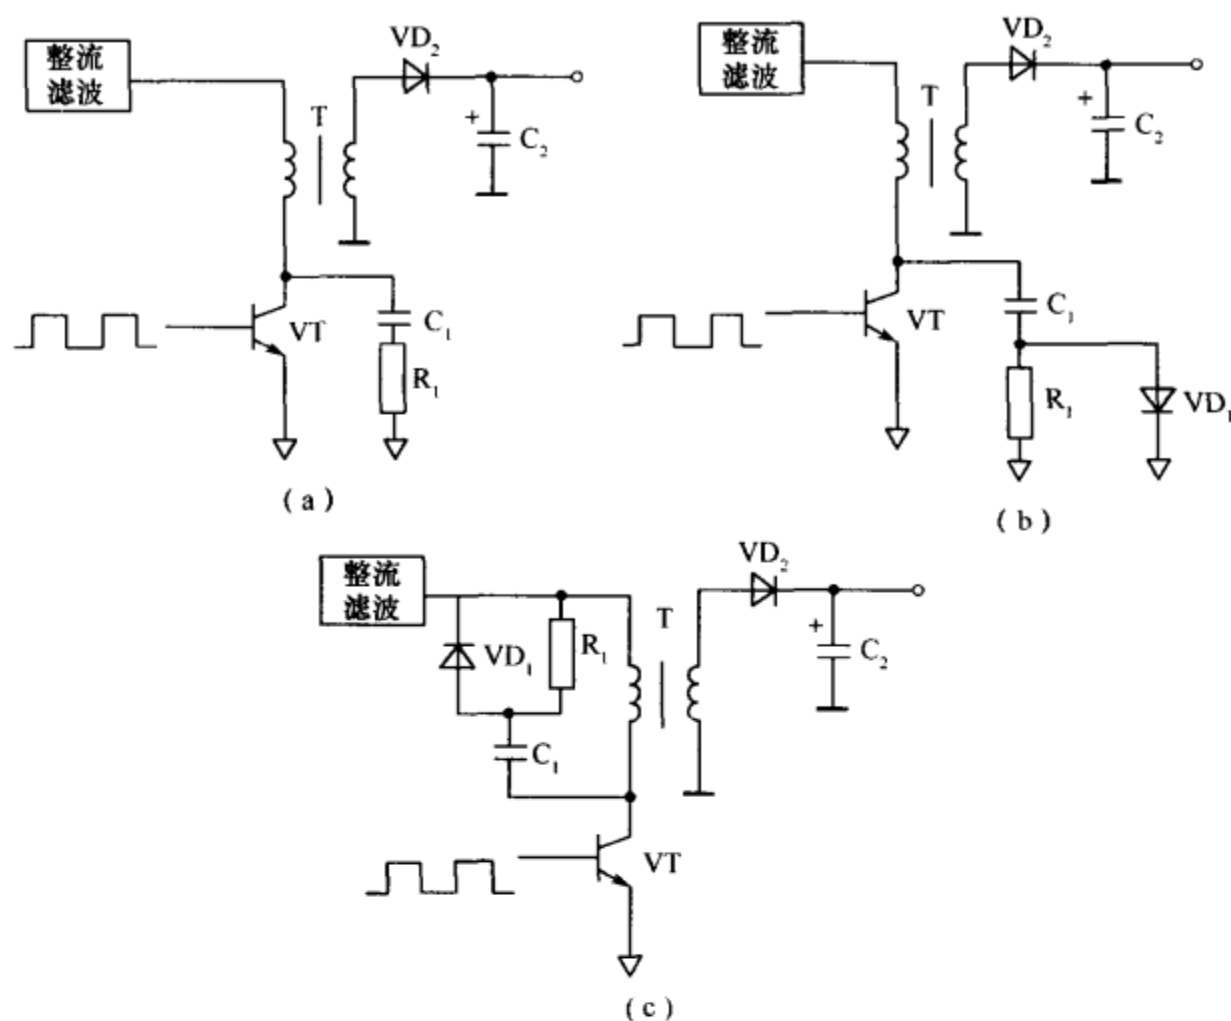 整流
滤波
VD₂
T
+
C₂
VT
C₁
R₁
(a)
整流
滤波
VD₂
T
+
C₂
VT
C₁
R₁
VD₁
(b)
整流
滤波
VD₂
VD₁
R₁
T
+
C₂
C₁
VT
(c)